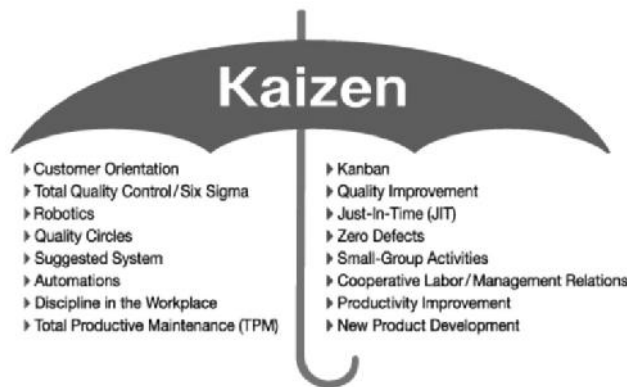 Kaizen
Customer Orientation
Total Quality Control/Six Sigma
Robotics
Quality Circles
Suggested System
Automations
Discipline in the Workplace
Total Productive Maintenance (TPM)
Kanban
Quality Improvement
Just-In-Time (JIT)
Zero Defects
Small-Group Activities
Cooperative Labor/Management Relations
Productivity Improvement
New Product Development